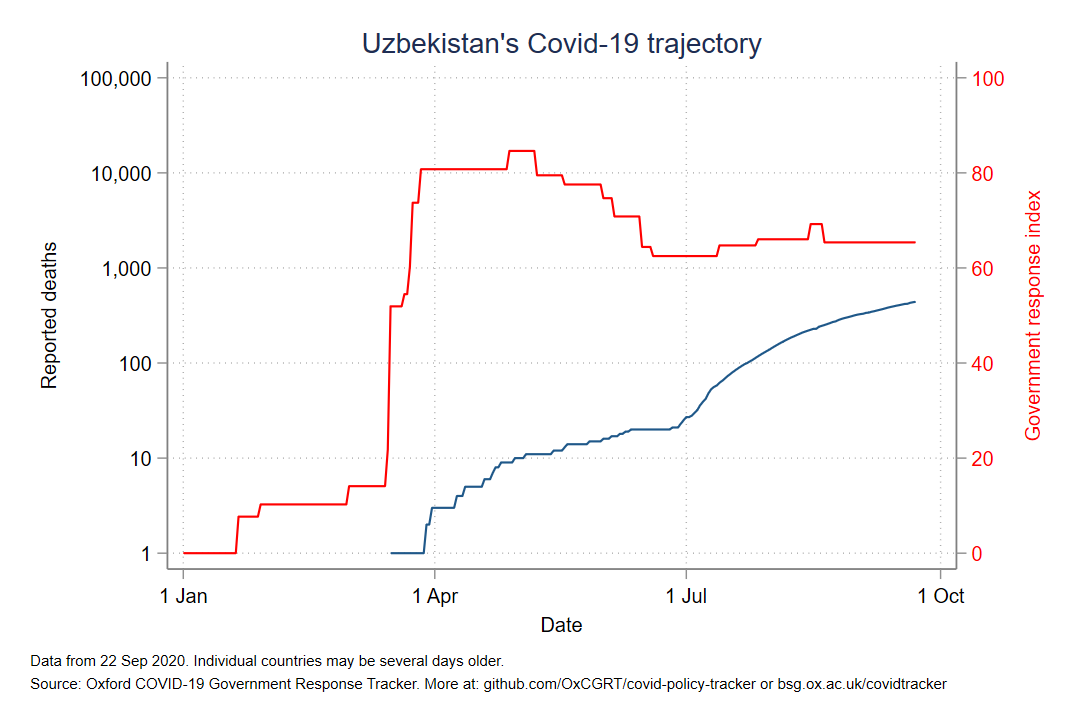 Uzbekistan's Covid-19 trajectory
100,000
10,000
1,000
100
10
1
Reported deaths
100
80
60
40
20
0
Government response index
1 Jan
1 Apr
1 Jul
1 Oct
Date
Data from 22 Sep 2020. Individual countries may be several days older.
Source: Oxford COVID-19 Government Response Tracker. More at: github.com/OxCGRT/covid-policy-tracker or bsg.ox.ac.uk/covidtracker